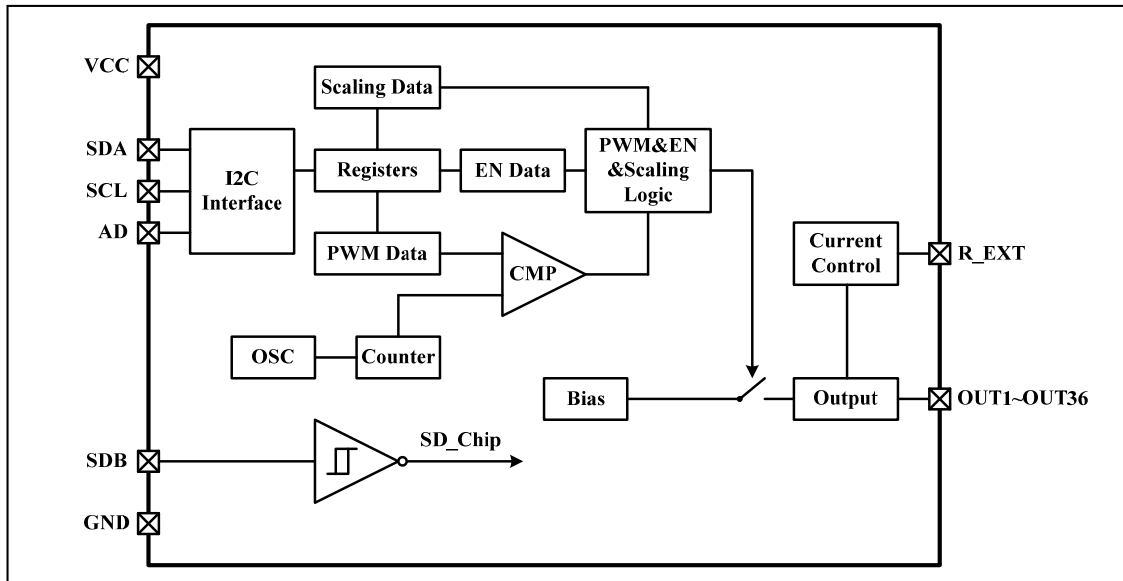 VCC
SDA
SCL
AD
SDB
GND
I2C
Interface
Scaling Data
Registers
PWM Data
EN Data
PWM&EN
&Scaling
Logic
CMP
OSC
Counter
SD_Chip
Bias
Current
Control
Output
R_EXT
OUT1~OUT36